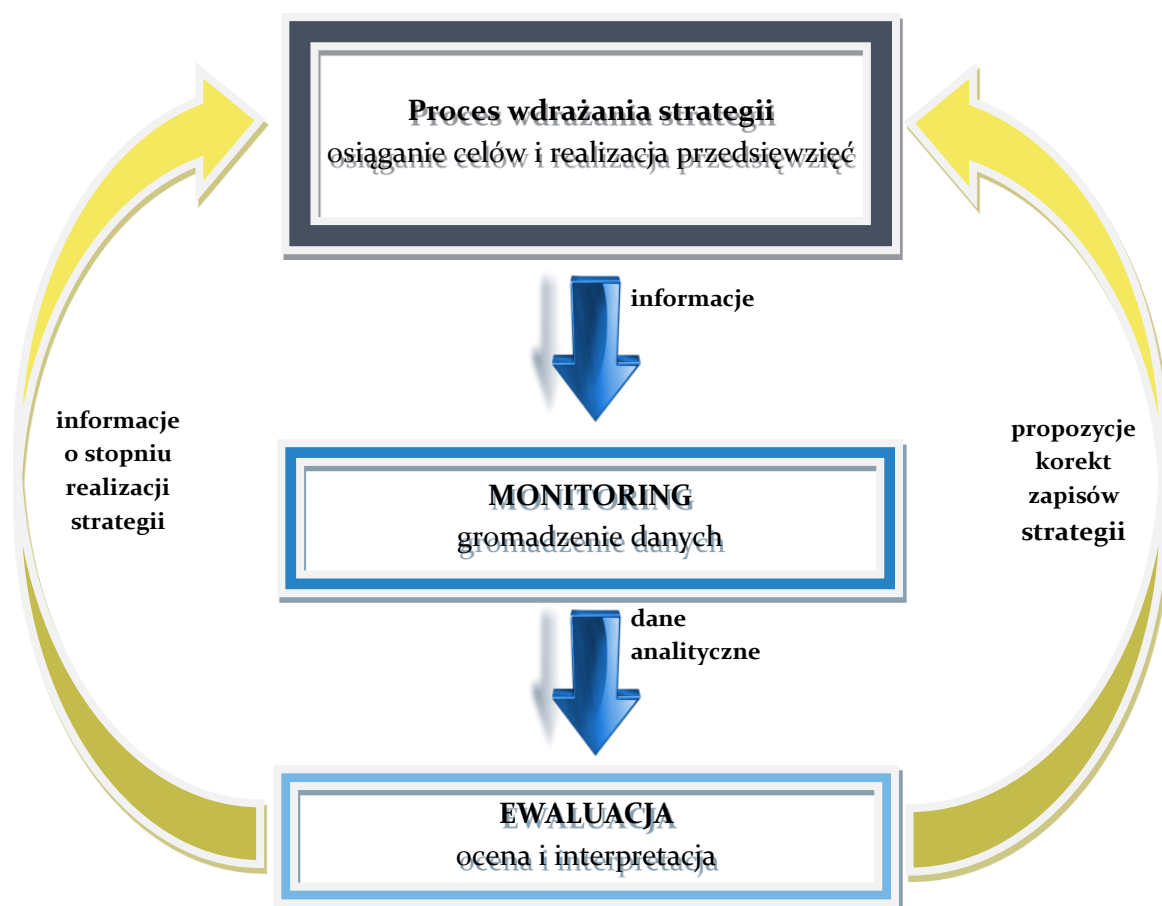 Proces wdrażania strategii
osiąganie celów i realizacja przedsięwzięć
informacje
informacje
o stopniu
realizacji
strategii
propozycje
korekt
zapisów
strategii
MONITORING
gromadzenie danych
dane
analityczne
EWALUACJA
ocena i interpretacja